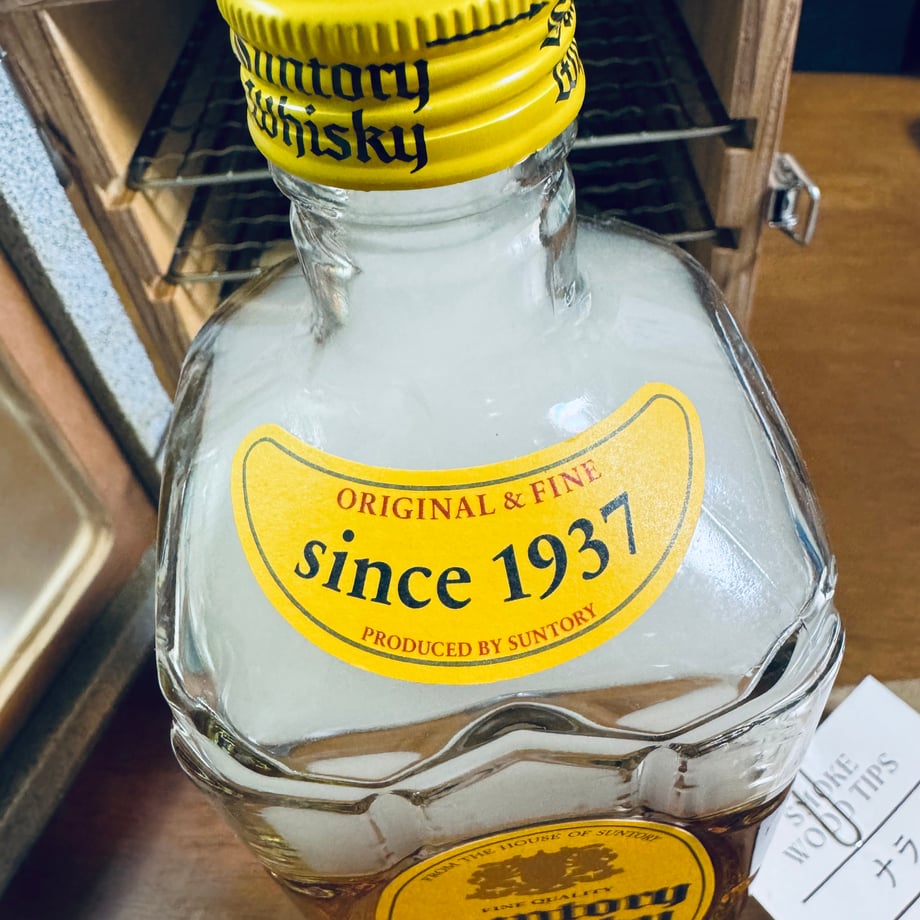 Suntory
Whisky
ORIGINAL & FINE
since 1937
PRODUCED BY SUNTORY
FROM THE HOUSE OF SUNTORY
FINE QUALITY
Suntory
SMOKE
WOOD TIPS
ナラ